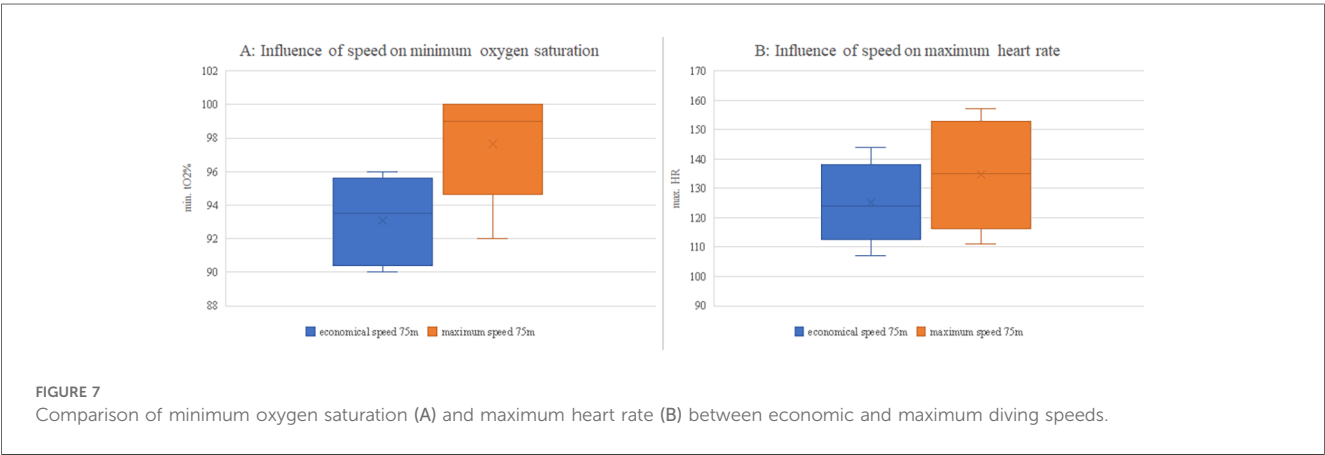 A: Influence of speed on minimum oxygen saturation
102
100
98
96
94
92
90
88
min. tO2%
economical speed 75m
maximum speed 75m
B: Influence of speed on maximum heart rate
170
160
150
140
130
120
110
100
90
max. HR
economical speed 75m
maximum speed 75m
FIGURE 7
Comparison of minimum oxygen saturation (A) and maximum heart rate (B) between economic and maximum diving speeds.